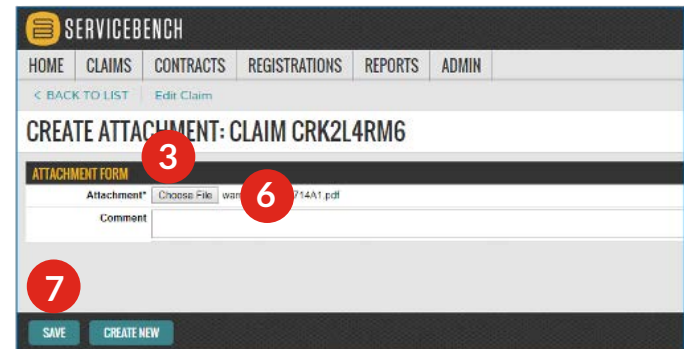 SERVICEBENCH
HOME CLAIMS CONTRACTS REGISTRATIONS REPORTS ADMIN
< BACK TO LIST Edit Claim
CREATE ATTACHMENT: CLAIM CRK2L4RM6
3
ATTACHMENT FORM
Attachment* Choose File 6 714A1.pdf
Comment
7
SAVE CREATE NEW